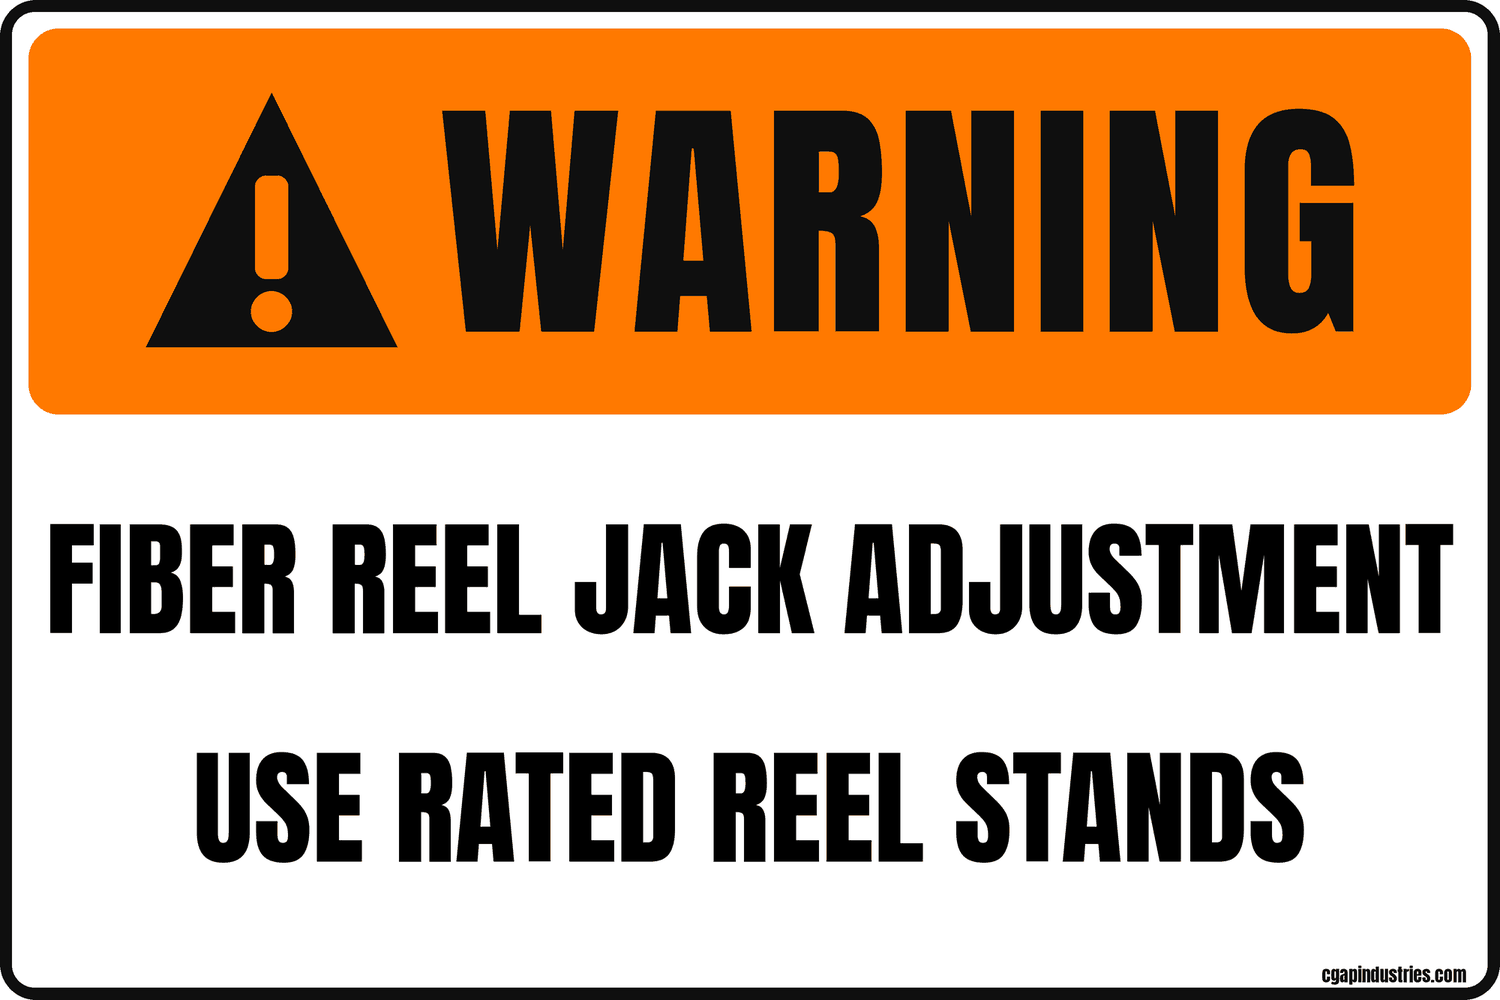 WARNING
FIBER REEL JACK ADJUSTMENT
USE RATED REEL STANDS
cgapindustries.com